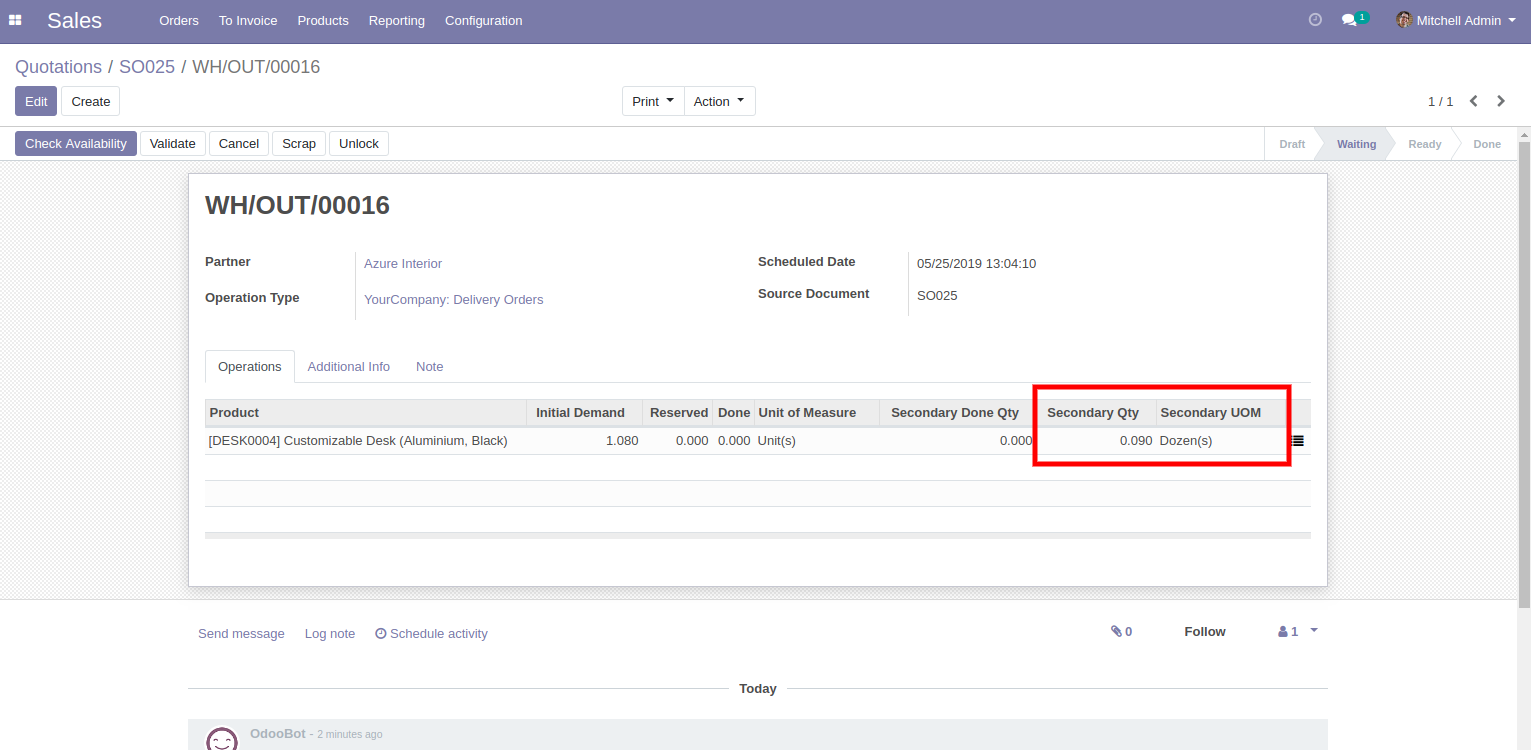 Sales Orders To Invoice Products Reporting Configuration 1 Mitchell Admin
Quotations / SO025 / WH/OUT/00016
Edit Create Print Action 1 / 1
Check Availability Validate Cancel Scrap Unlock Draft Waiting Ready Done
WH/OUT/00016
Partner Azure Interior Scheduled Date 05/25/2019 13:04:10
Operation Type YourCompany: Delivery Orders Source Document SO025
Operations Additional Info Note
Product Initial Demand Reserved Done Unit of Measure Secondary Done Qty Secondary Qty Secondary UOM
[DESK0004] Customizable Desk (Aluminium, Black) 1.080 0.000 0.000 Unit(s) 0.000 0.090 Dozen(s)
Send message Log note Schedule activity 0 Follow 1
Today
OdooBot - 2 minutes ago